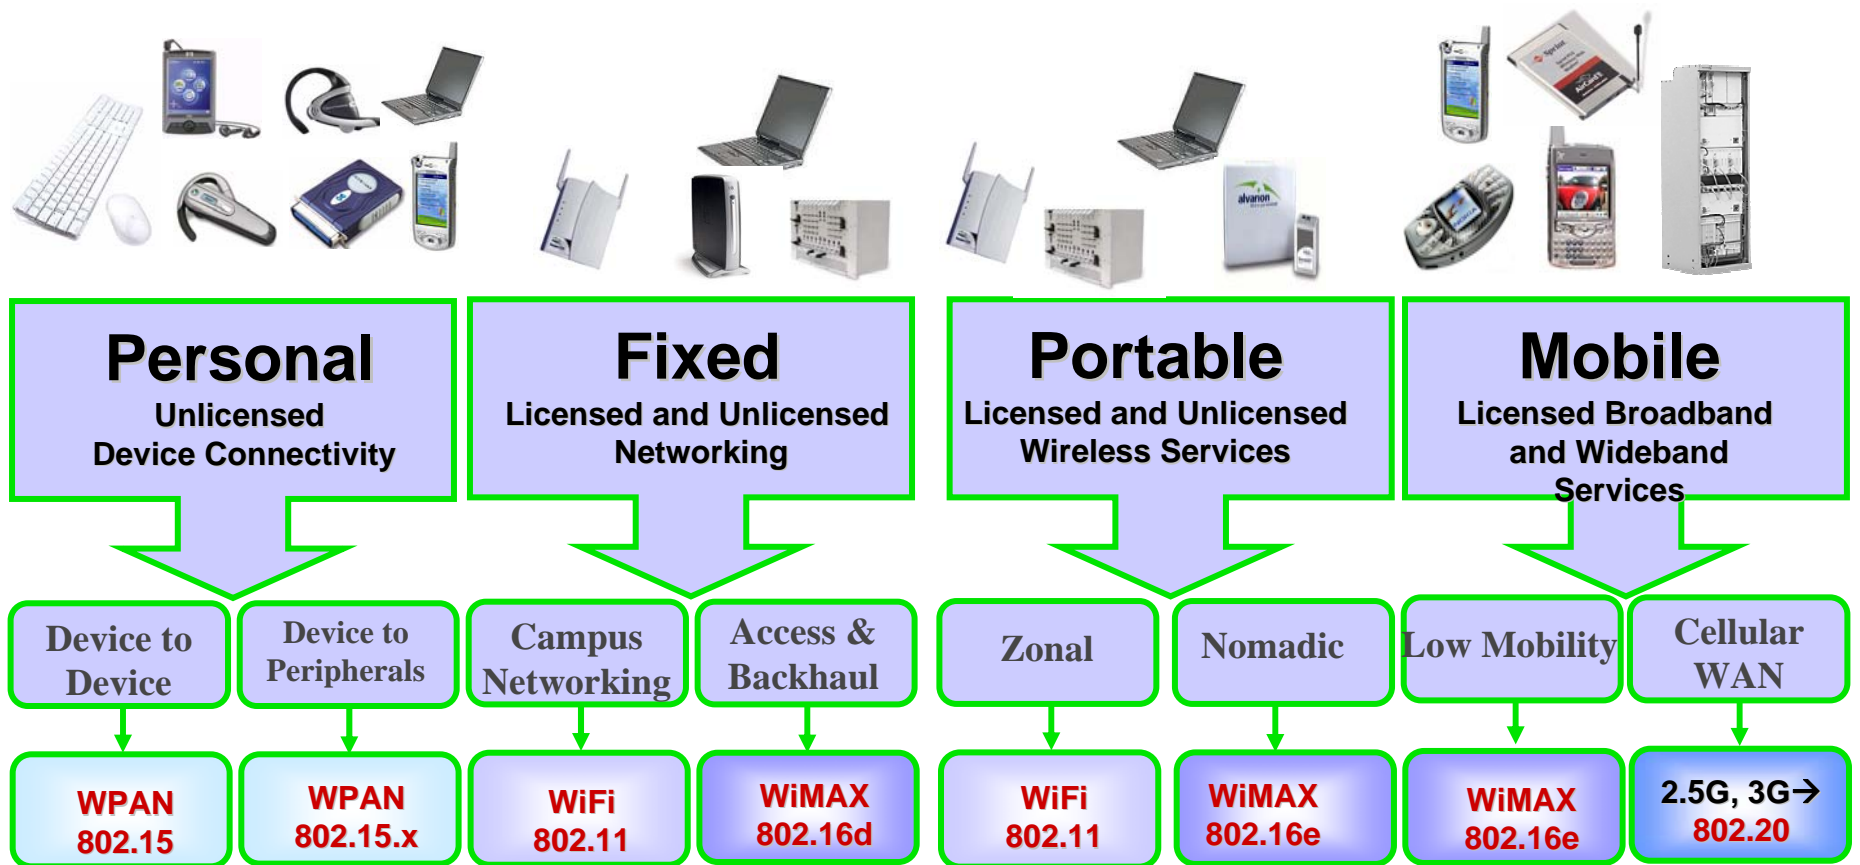 Sprint
AirCard
alvarion
Personal
Unlicensed
Device Connectivity
Fixed
Licensed and Unlicensed
Networking
Portable
Licensed and Unlicensed
Wireless Services
Mobile
Licensed Broadband
and Wideband
Services
Device to
Device
Device to
Peripherals
Campus
Networking
Access &
Backhaul
Zonal
Nomadic
Low Mobility
Cellular
WAN
WPAN
802.15
WPAN
802.15.x
WiFi
802.11
WiMAX
802.16d
WiFi
802.11
WiMAX
802.16e
WiMAX
802.16e
2.5G, 3G→
802.20